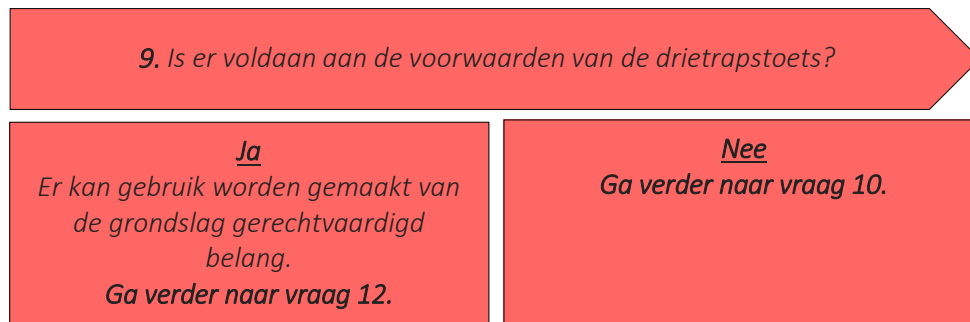 9. Is er voldaan aan de voorwaarden van de drietrapstoets?
Ja
Er kan gebruik worden gemaakt van
de grondslag gerechtvaardigd
belang.
Ga verder naar vraag 12.
Nee
Ga verder naar vraag 10.